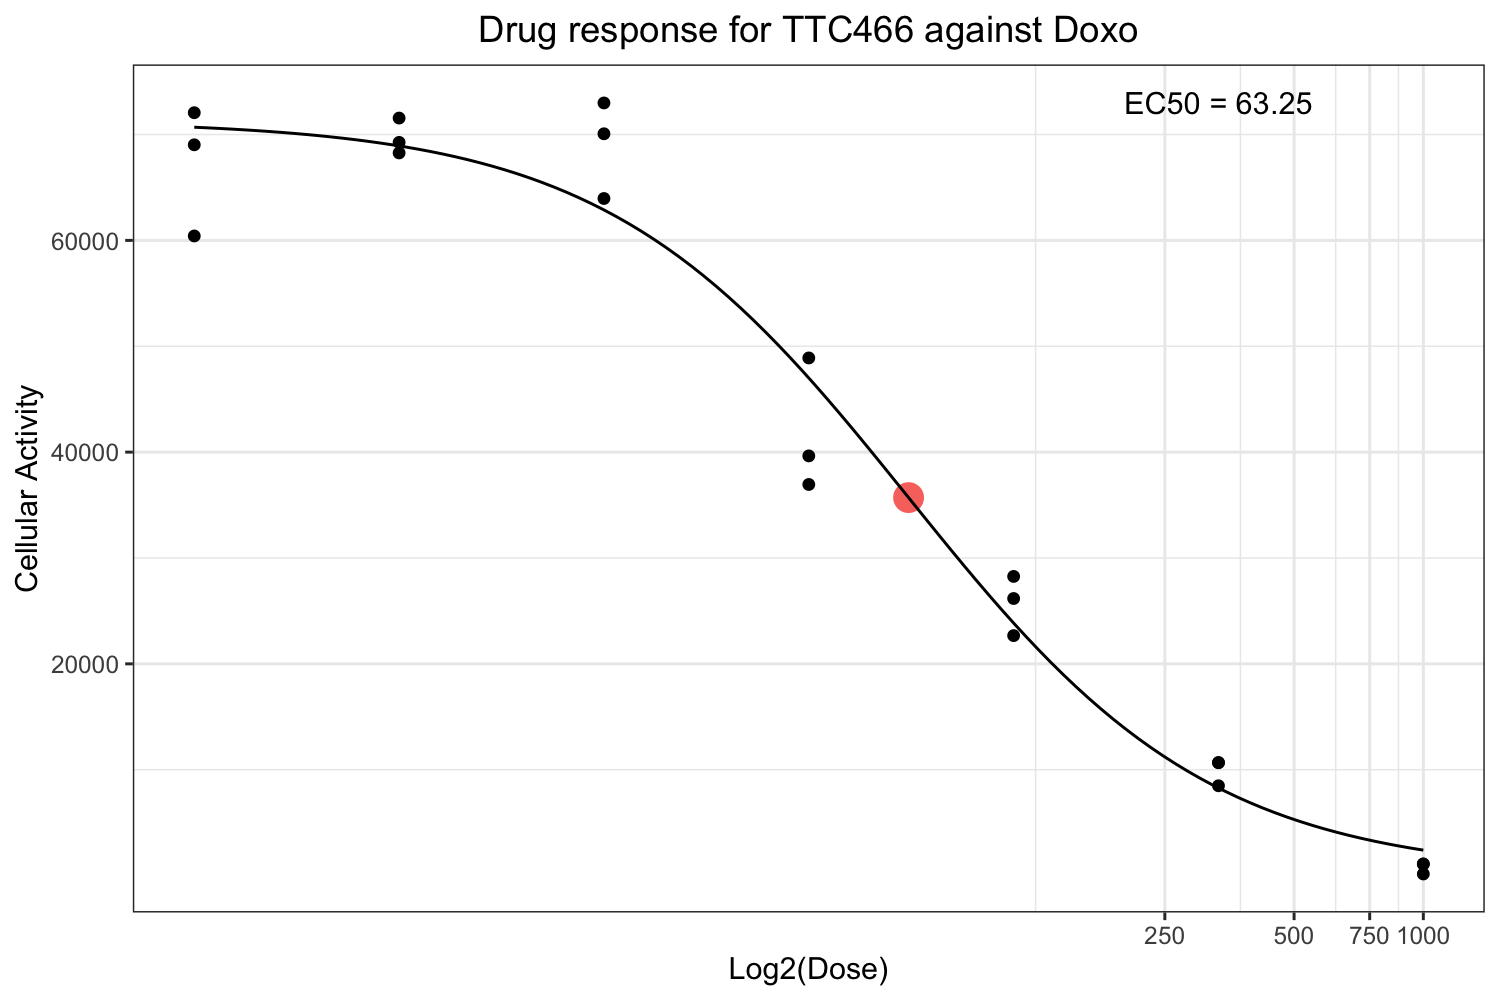 Drug response for TTC466 against Doxo
EC50 = 63.25
Cellular Activity
60000
40000
20000
250 500 750 1000
Log2(Dose)